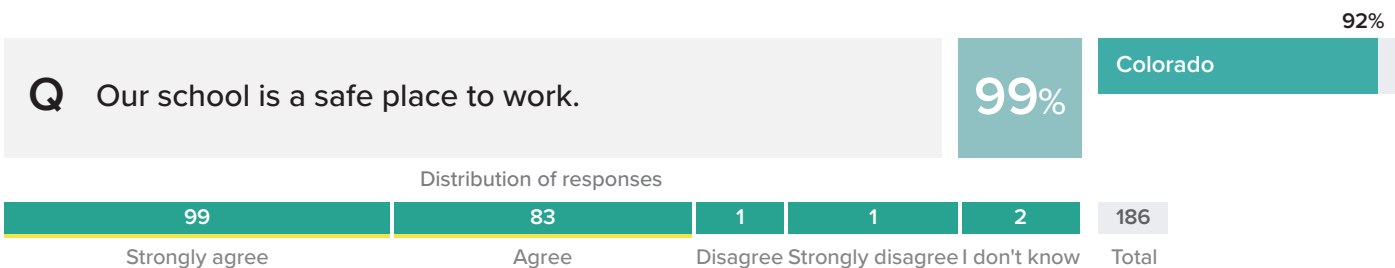 92%
Q Our school is a safe place to work.
99%
Colorado
Distribution of responses
99 83 1 1 2 186
Strongly agree Agree Disagree Strongly disagree I don't know Total